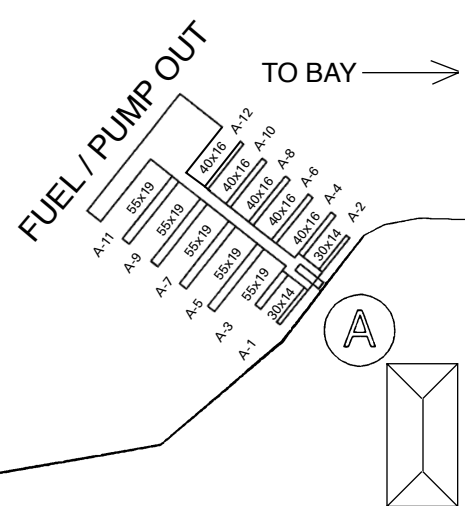 FUEL / PUMP OUT
TO BAY
A-12
40x16
A-10
40x16
A-8
40x16
A-6
40x16
A-4
40x16
A-2
30x14
55x19
A-11
55x19
A-9
55x19
A-7
55x19
A-5
55x19
A-3
30x14
A-1
A